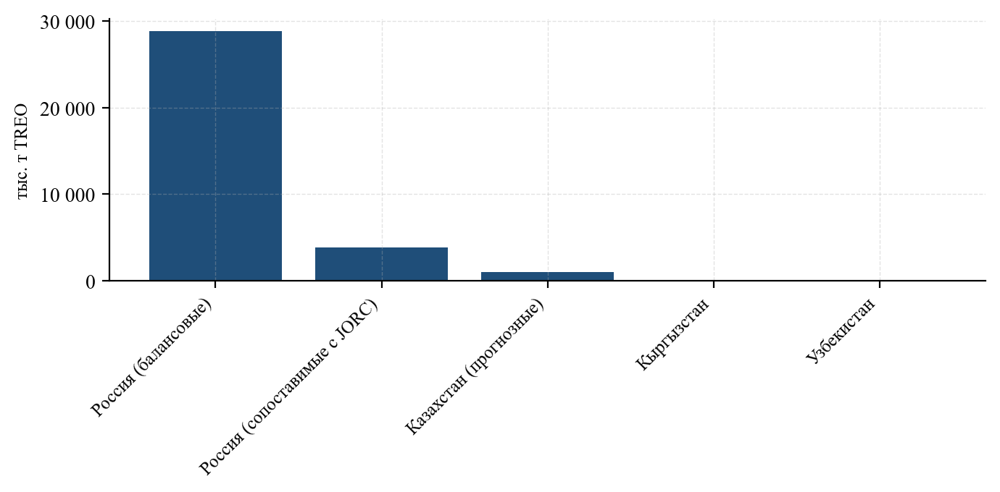 тыс. т TREO
30 000
20 000
10 000
0
Россия (балансовые)
Россия (сопоставимые с JORC)
Казахстан (прогнозные)
Кыргызстан
Узбекистан